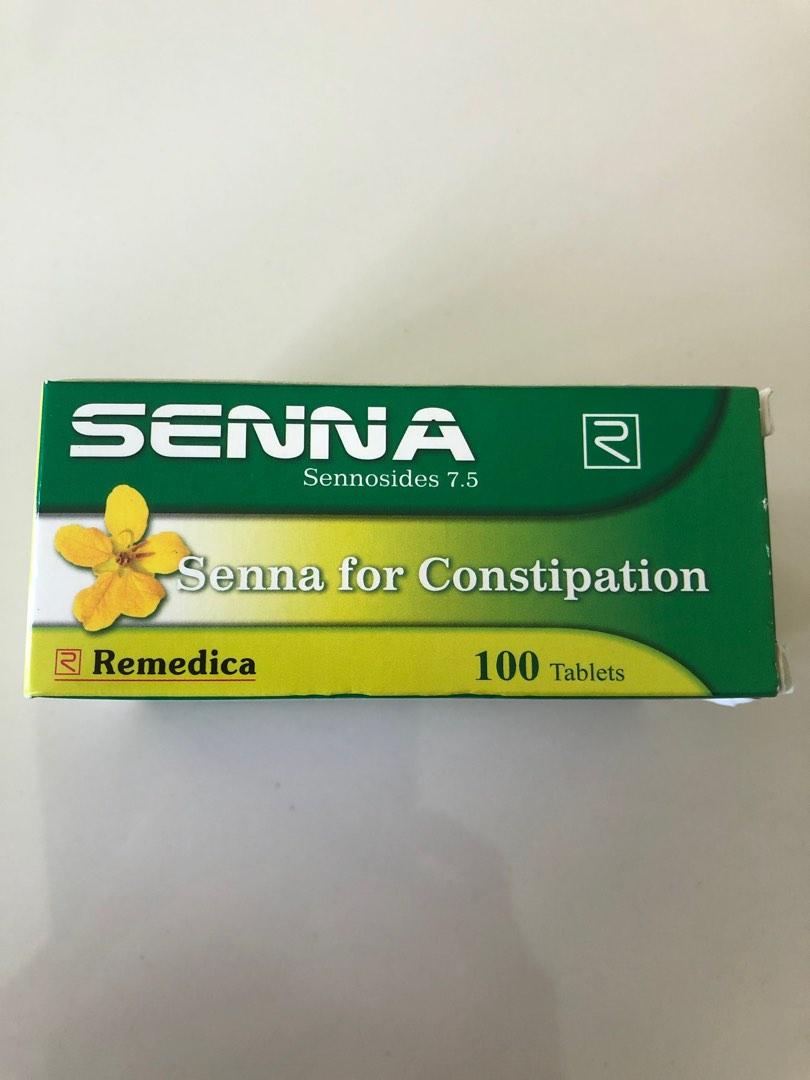 SENNA
Sennosides 7.5
Senna for Constipation
Remedica
100 Tablets